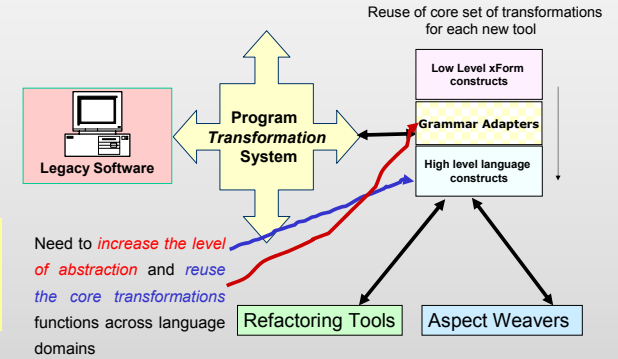 Reuse of core set of transformations
for each new tool
Low Level xForm
constructs
Program
Transformation
System
Grammar Adapters
Legacy Software
High level language
constructs
Need to increase the level
of abstraction and reuse
the core transformations
functions across language
domains
Refactoring Tools
Aspect Weavers